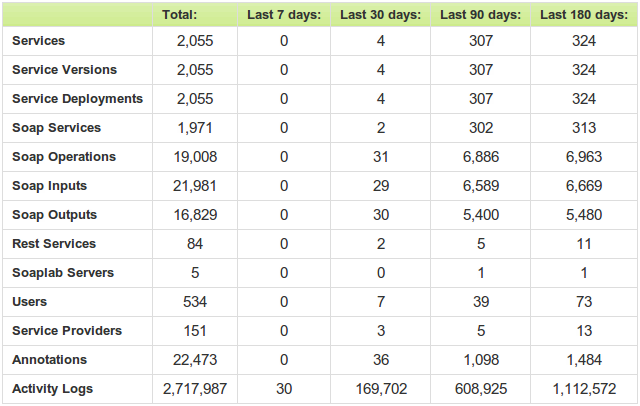 Total: Last 7 days: Last 30 days: Last 90 days: Last 180 days:
Services 2,055 0 4 307 324
Service Versions 2,055 0 4 307 324
Service Deployments 2,055 0 4 307 324
Soap Services 1,971 0 2 302 313
Soap Operations 19,008 0 31 6,886 6,963
Soap Inputs 21,981 0 29 6,589 6,669
Soap Outputs 16,829 0 30 5,400 5,480
Rest Services 84 0 2 5 11
Soaplab Servers 5 0 0 1 1
Users 534 0 7 39 73
Service Providers 151 0 3 5 13
Annotations 22,473 0 36 1,098 1,484
Activity Logs 2,717,987 30 169,702 608,925 1,112,572